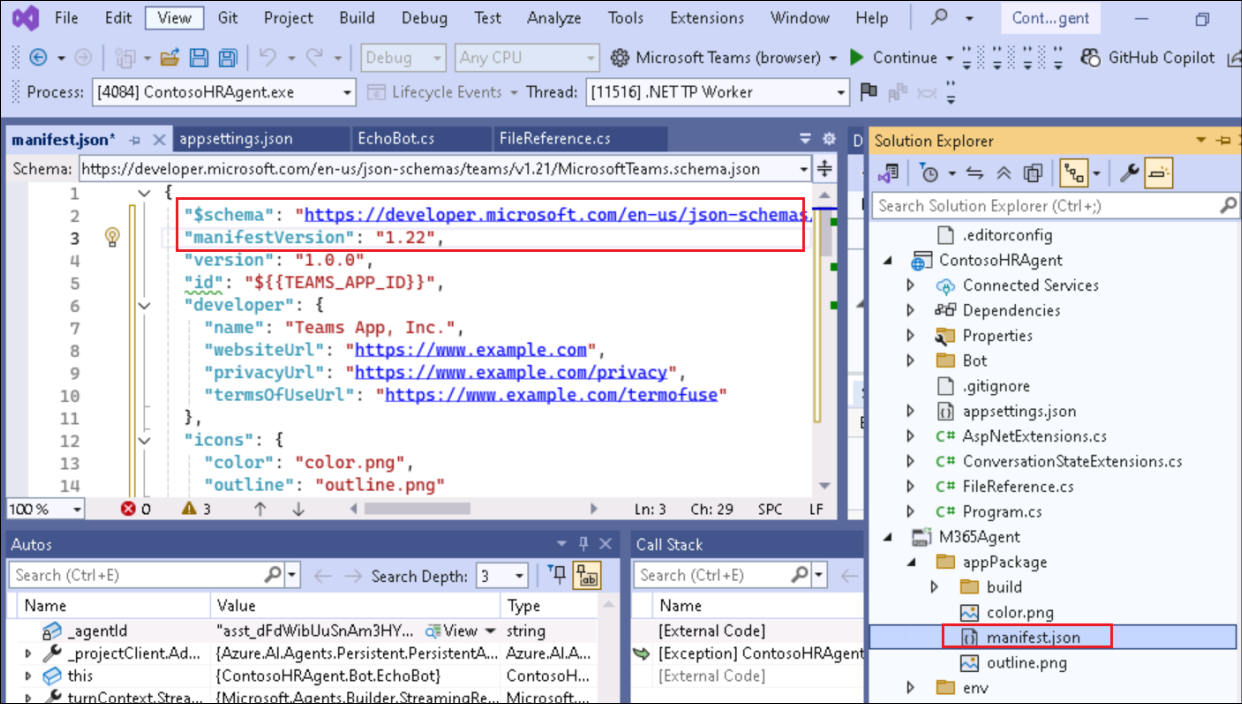 File Edit View Git Project Build Debug Test Analyze Tools Extensions Window Help Cont...gent
Debug Any CPU Microsoft Teams (browser) Continue GitHub Copilot
Process: [4084] ContosoHRAgent.exe Lifecycle Events Thread: [11516] .NET TP Worker
manifest.json* appsettings.json EchoBot.cs FileReference.cs
Schema: https://developer.microsoft.com/en-us/json-schemas/teams/v1.21/MicrosoftTeams.schema.json
1 {
2 "$schema": "https://developer.microsoft.com/en-us/json-schemas/
3 "manifestVersion": "1.22",
4 "version": "1.0.0",
5 "id": "${{TEAMS_APP_ID}}",
6 "developer": {
7 "name": "Teams App, Inc.",
8 "websiteUrl": "https://www.example.com",
9 "privacyUrl": "https://www.example.com/privacy",
10 "termsOfUseUrl": "https://www.example.com/termofuse"
11 },
12 "icons": {
13 "color": "color.png",
14 "outline": "outline.png"
100 % 0 3 Ln: 3 Ch: 29 SPC LF
Autos
Search (Ctrl+E) Search Depth: 3
Name Value Type
_agentId "asst_dFdWibUuSnAm3HY... View string
_projectClient.Ad... {Azure.AI.Agents.Persistent.PersistentA... Azure.AI.A...
this {ContosoHRAgent.Bot.EchoBot} ContosoH...
turnContext.Strea... {Microsoft.Agents.Builder.StreamingRe... Microsoft....
Call Stack
Search (Ctrl+E)
Name
[External Code]
[Exception] ContosoHRAgent
[External Code]
Solution Explorer
Search Solution Explorer (Ctrl+;)
.editorconfig
ContosoHRAgent
Connected Services
Dependencies
Properties
Bot
.gitignore
appsettings.json
C# AspNetExtensions.cs
C# ConversationStateExtensions.cs
C# FileReference.cs
C# Program.cs
M365Agent
appPackage
build
color.png
manifest.json
outline.png
env